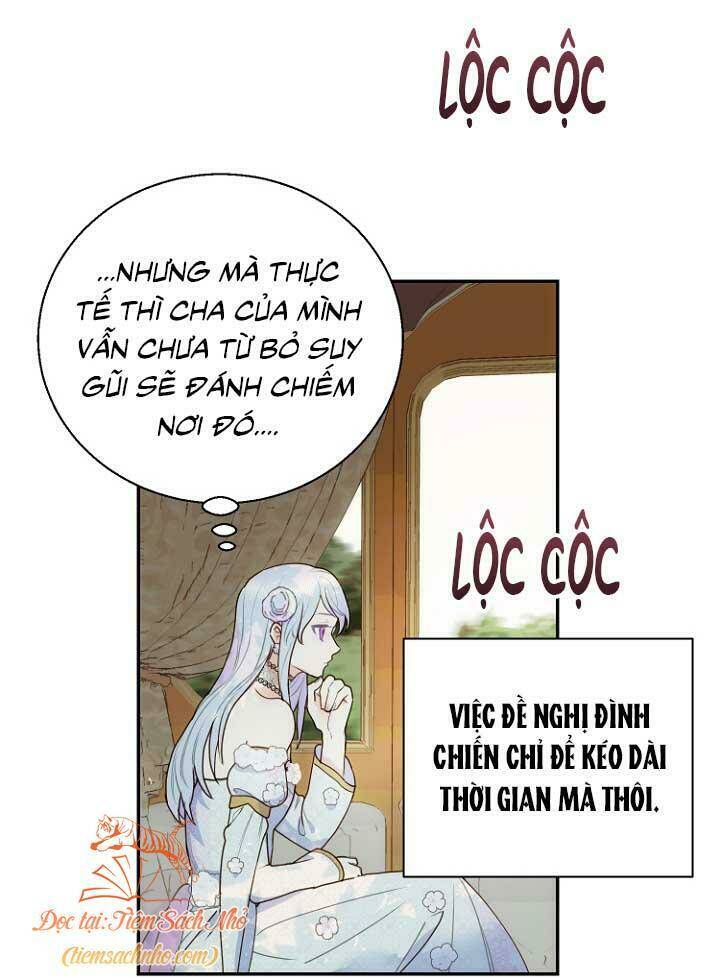 LỘC CỘC
...NHƯNG MÀ THỰC
TẾ THÌ CHA CỦA MÌNH
VẪN CHƯA TỪ BỎ SUY
GŨI SẼ ĐÁNH CHIẾM
NƠI ĐÓ....
LỘC CỘC
VIỆC ĐỀ NGHỊ ĐÌNH
CHIẾN CHỈ ĐỂ KÉO DÀI
THỜI GIAN MÀ THÔI.
Đọc tại: Tiệm Sách Nhỏ
(tiemsachnho.com)